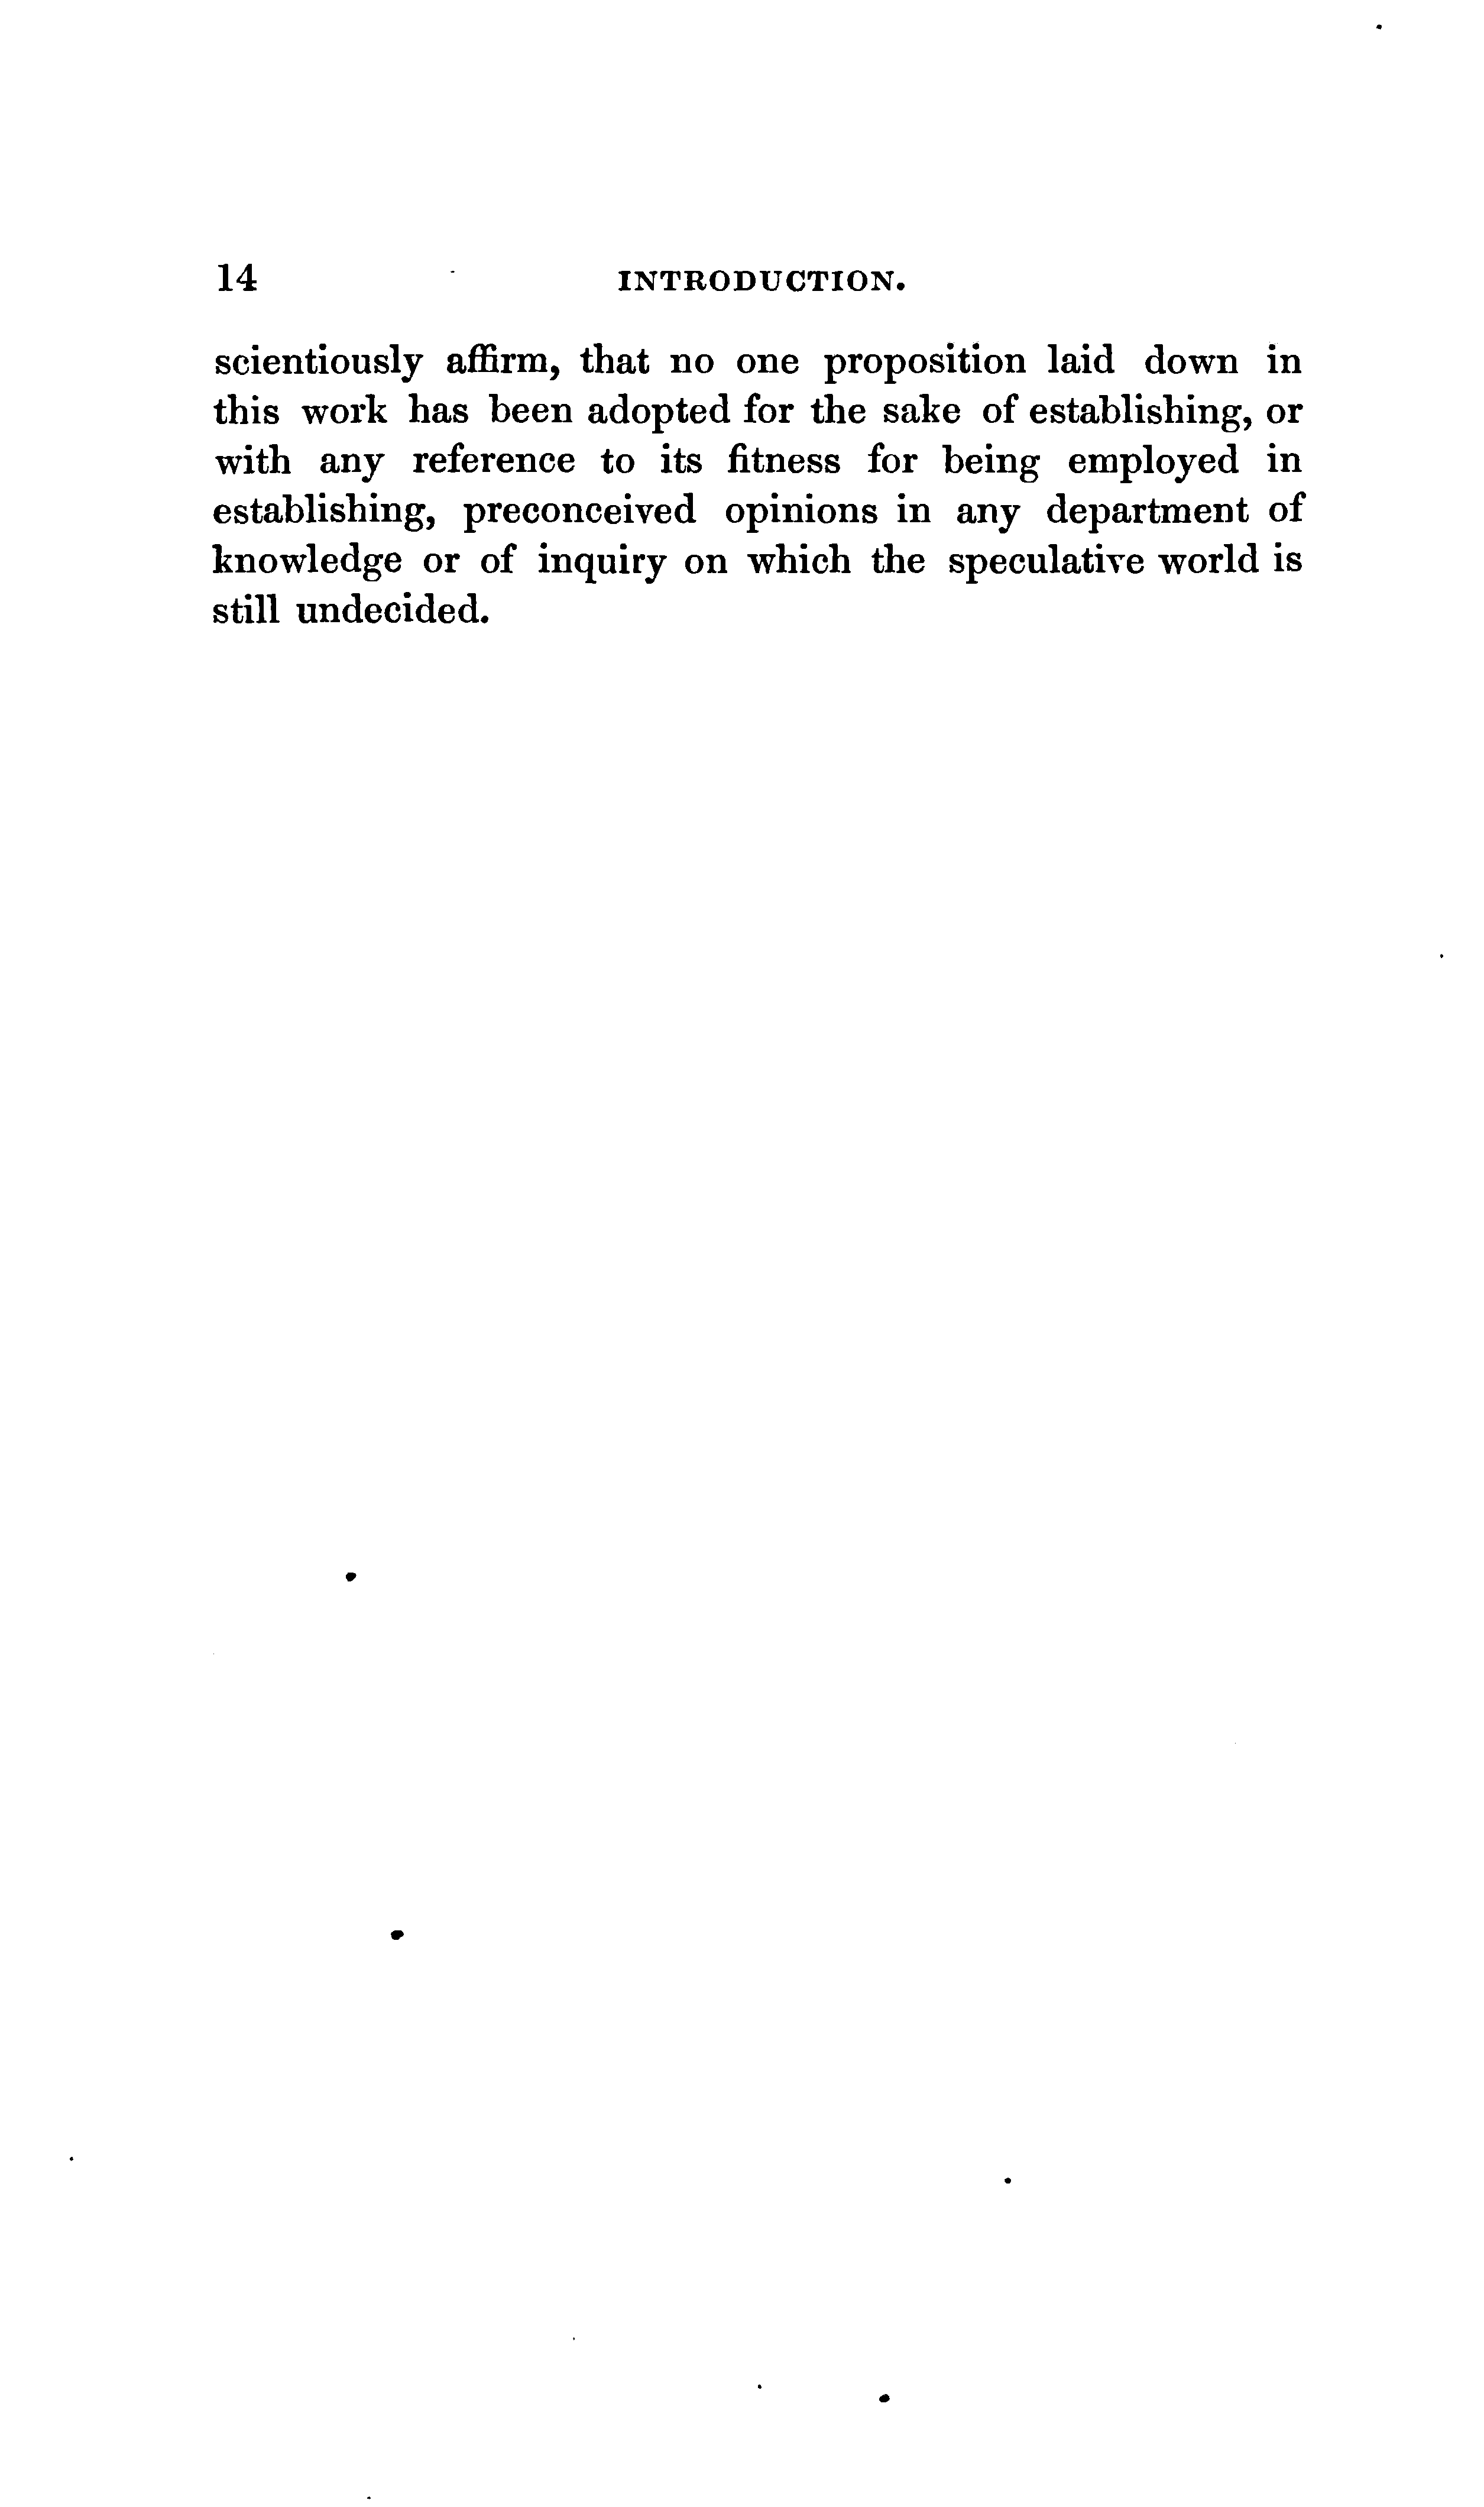 14 INTRODUCTION.
scientiously affirm, that no one proposition laid down in
this work has been adopted for the sake of establishing, or
with any reference to its fitness for being employed in
establishing, preconceived opinions in any department of
knowledge or of inquiry on which the speculative world is
still undecided.